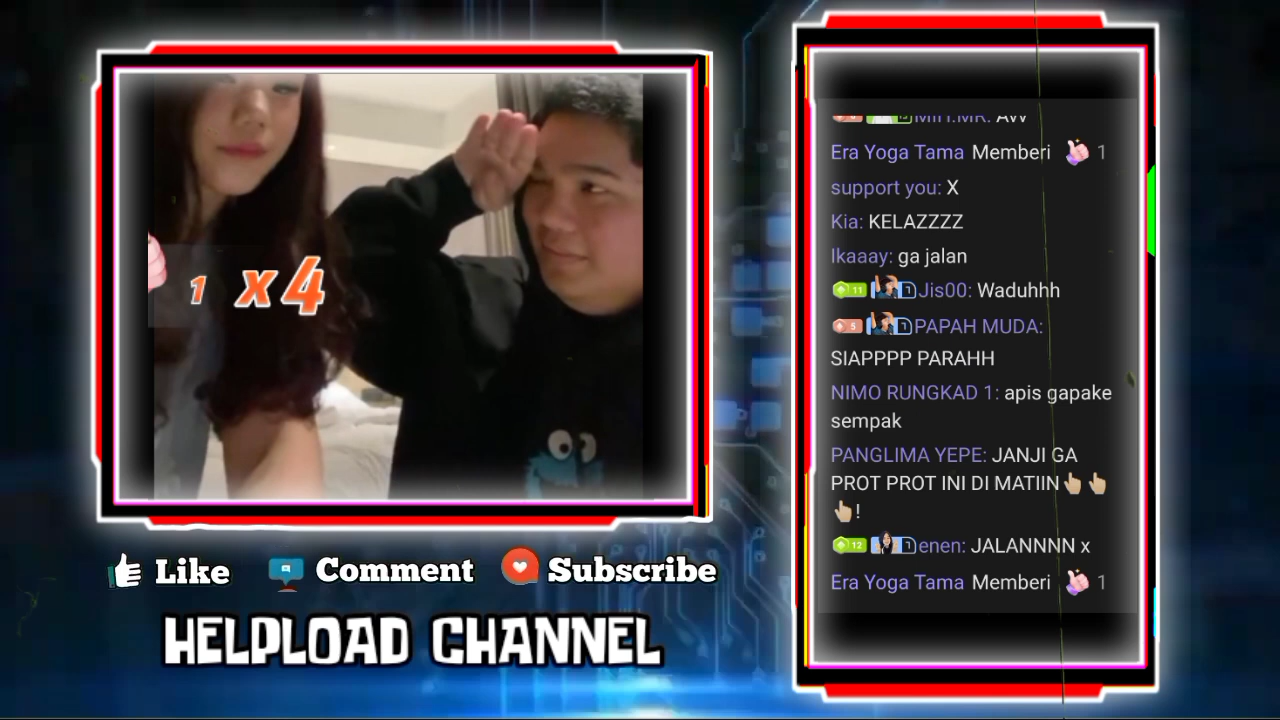 1 x4
Like
Comment
Subscribe
HELPLOAD CHANNEL
MR: AW
Era Yoga Tama Memberi 1
support you: X
Kia: KELAZZZZ
Ikaaay: ga jalan
11 Jis00: Waduhhh
5 PAPAH MUDA:
SIAPPPP PARAHH
NIMO RUNGKAD 1: apis gapake
sempak
PANGLIMA YEPE: JANJI GA
PROT PROT INI DI MATIIN👆🏼👆🏼
👆🏼!
12 enen: JALANNNN x
Era Yoga Tama Memberi 1